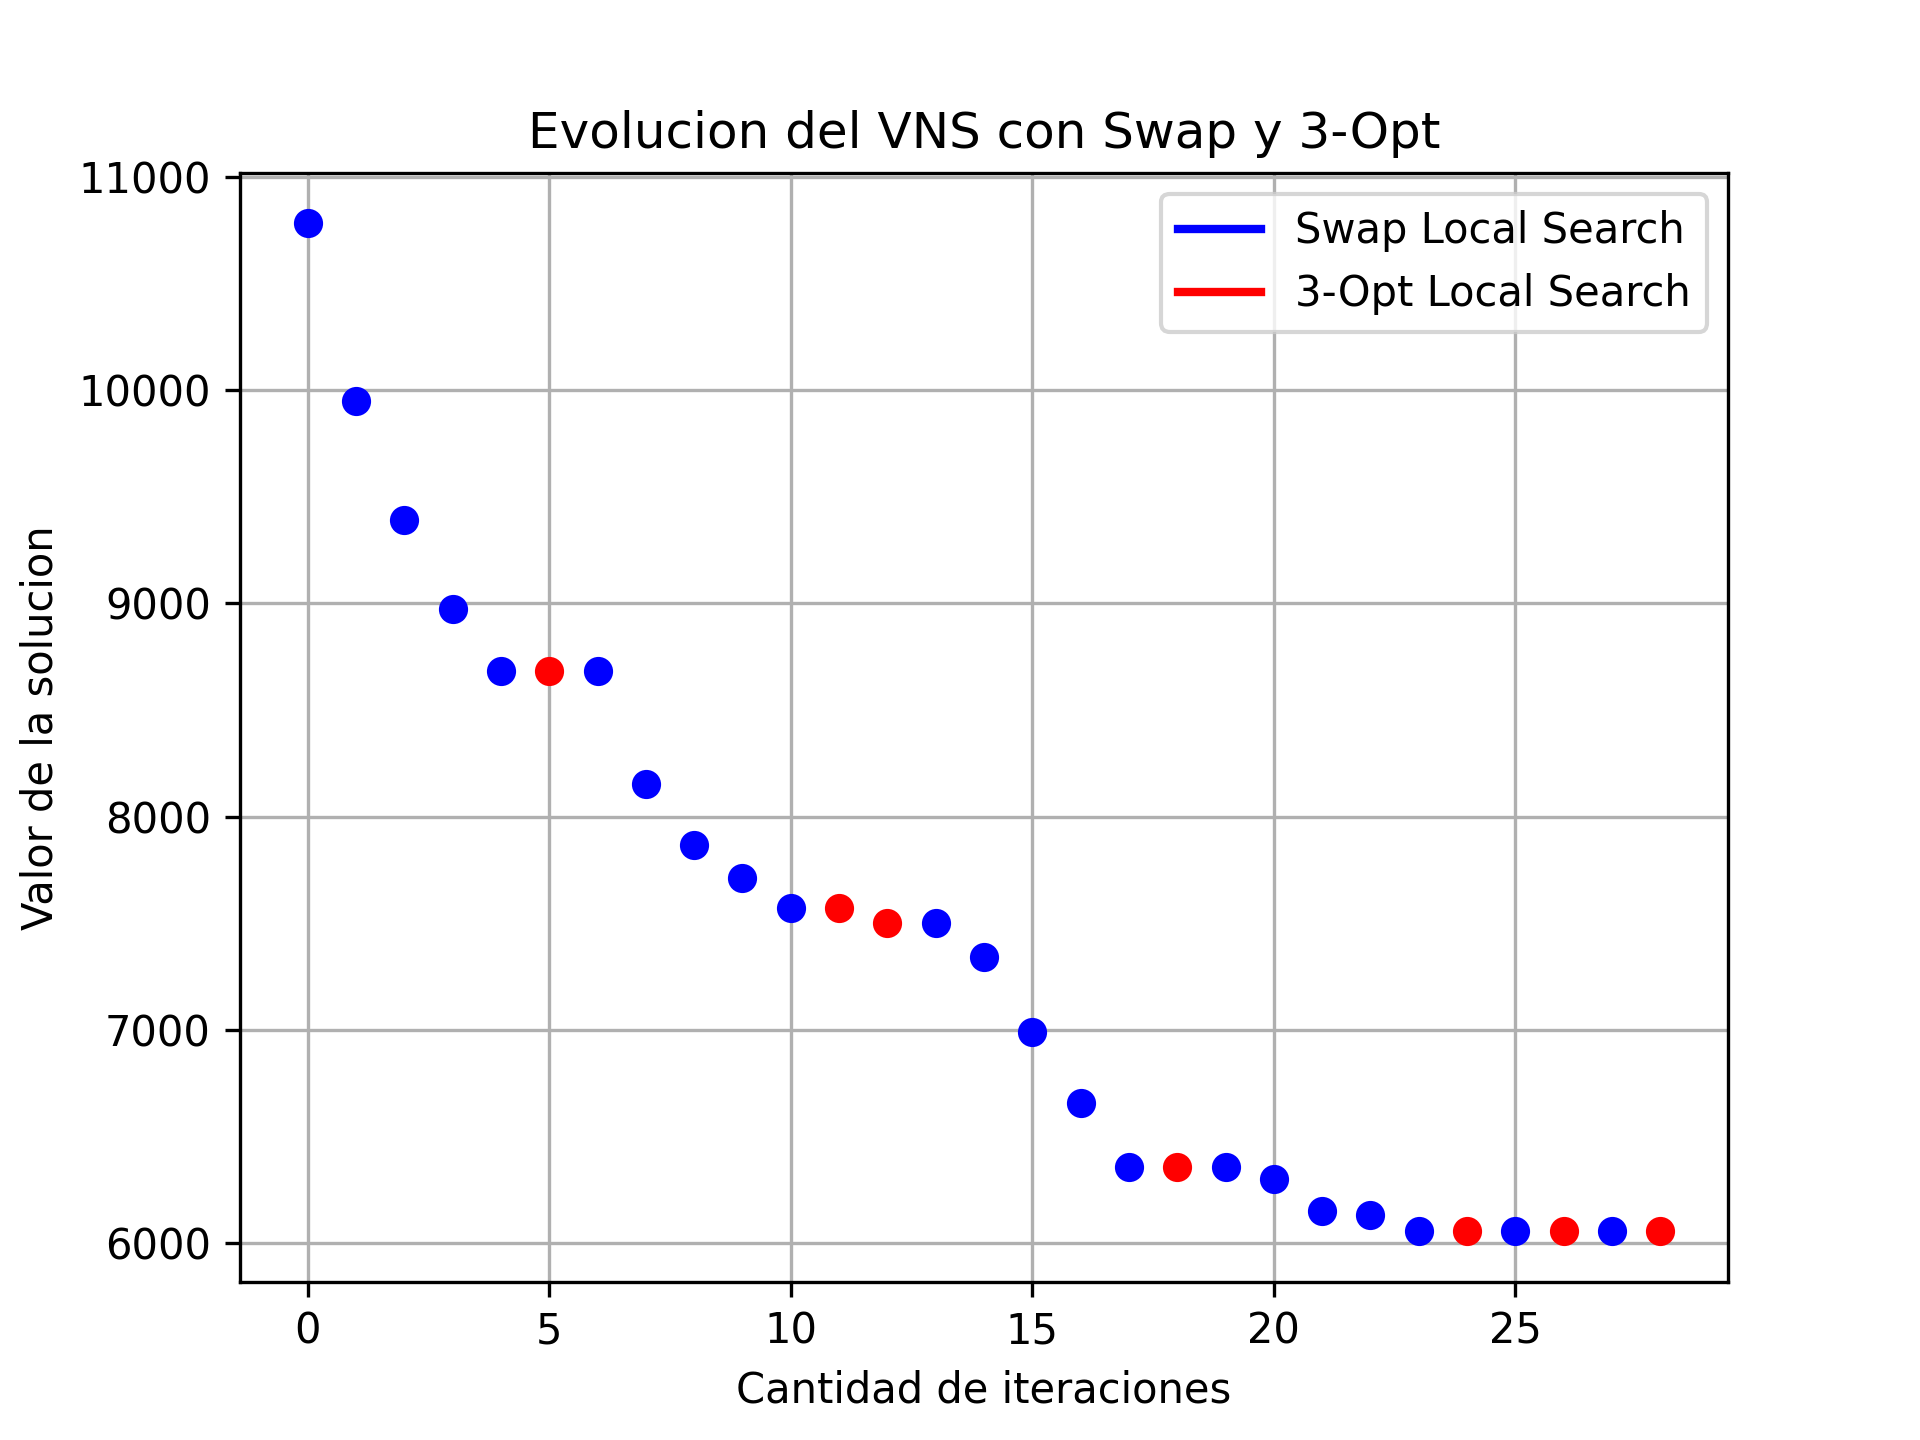 Evolucion del VNS con Swap y 3-Opt
Swap Local Search
3-Opt Local Search
Valor de la solucion
11000
10000
9000
8000
7000
6000
0 5 10 15 20 25
Cantidad de iteraciones